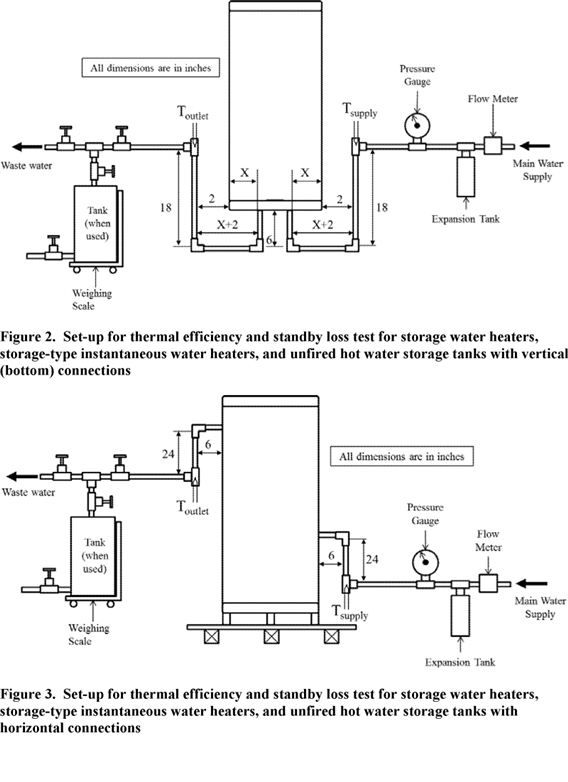 All dimensions are in inches
Pressure
Gauge
Flow Meter
Toutlet
Tsupply
Waste water
Main Water
Supply
X
X
2
2
18
Tank
(when
used)
X+2
6
X+2
18
Expansion Tank
Weighing
Scale
Figure 2. Set-up for thermal efficiency and standby loss test for storage water heaters,
storage-type instantaneous water heaters, and unfired hot water storage tanks with vertical
(bottom) connections
24
6
All dimensions are in inches
Waste water
Toutlet
Pressure
Gauge
Flow
Meter
Tank
(when
used)
6
24
Main Water
Supply
Tsupply
Weighing
Scale
Expansion Tank
Figure 3. Set-up for thermal efficiency and standby loss test for storage water heaters,
storage-type instantaneous water heaters, and unfired hot water storage tanks with
horizontal connections